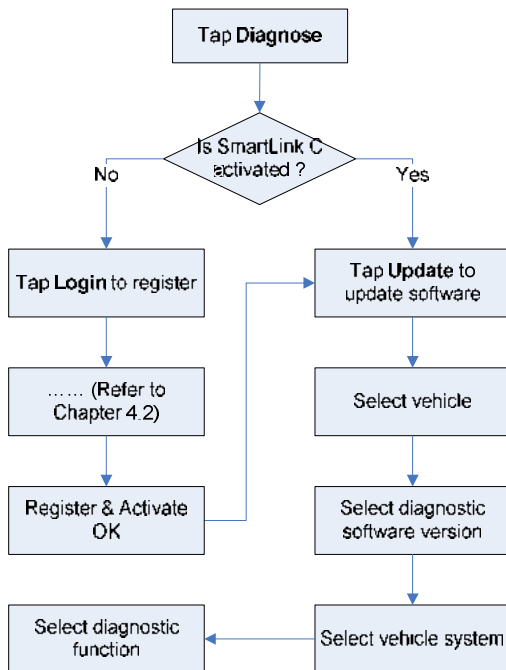 Tap Diagnose
Is SmartLink C
activated ?
No
Yes
Tap Login to register
Tap Update to
update software
…… (Refer to
Chapter 4.2)
Select vehicle
Register & Activate
OK
Select diagnostic
software version
Select diagnostic
function
Select vehicle system